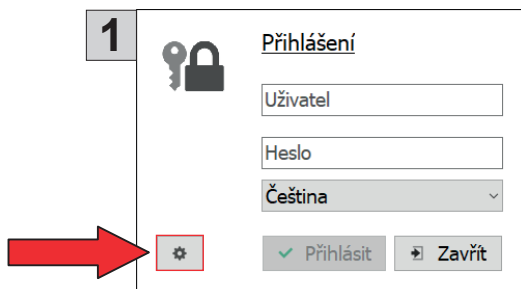 1
Přihlášení
Uživatel
Heslo
Čeština
Přihlásit Zavřít